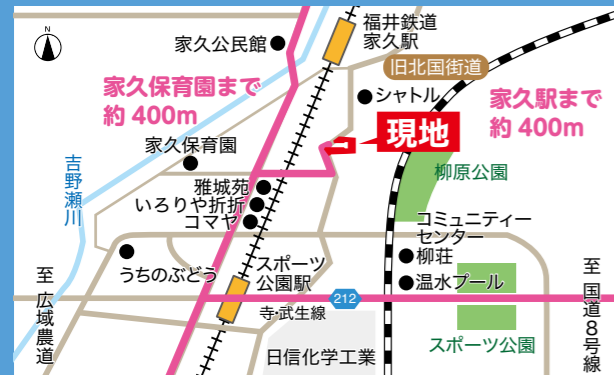 N
福井鉄道
家久駅
家久公民館
旧北国街道
家久保育園まで
約 400m
シャトル
家久駅まで
約 400m
現地
家久保育園
柳原公園
吉野瀬川
雅城苑
いろりや折折
コマヤ
コミュニティー
センター
柳荘
うちのぶどう
スポーツ
公園駅
温水プール
至 広域農道
212
寺・武生線
至 国道8号線
スポーツ公園
日信化学工業